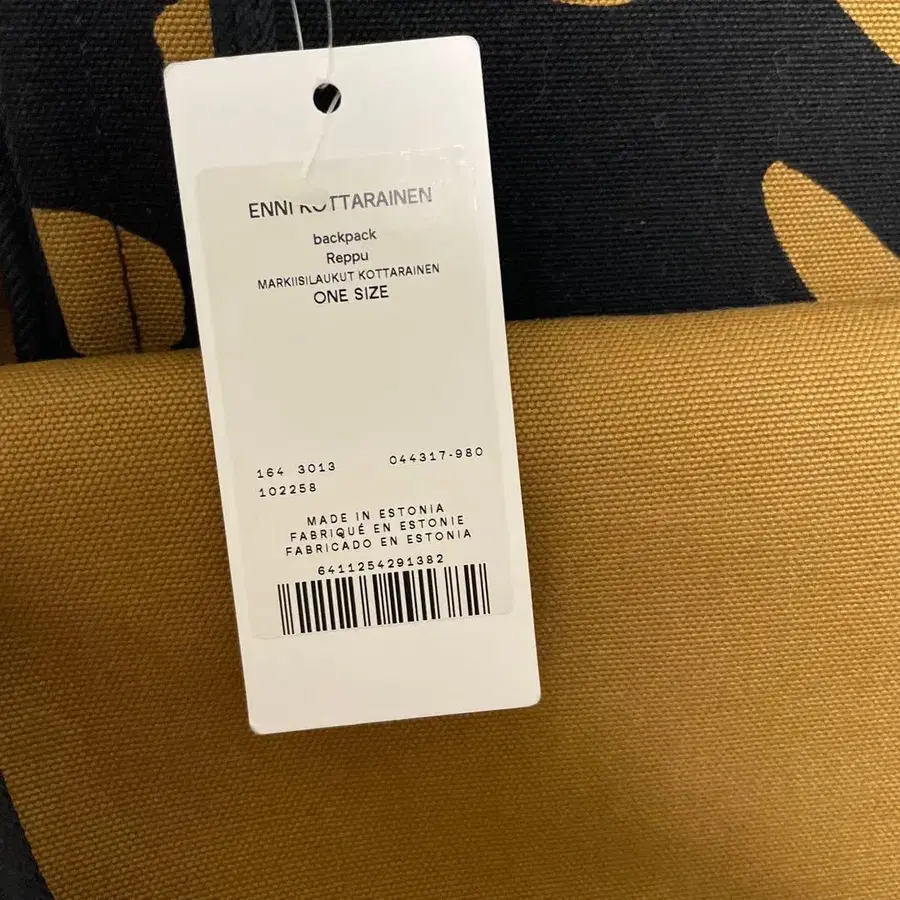 ENNI KOTTARAINEN
backpack
Reppu
MARKIISILAUKUT KOTTARAINEN
ONE SIZE
164 3013 044317-980
102258
MADE IN ESTONIA
FABRIQUÉ EN ESTONIE
FABRICADO EN ESTONIA
6411254291382